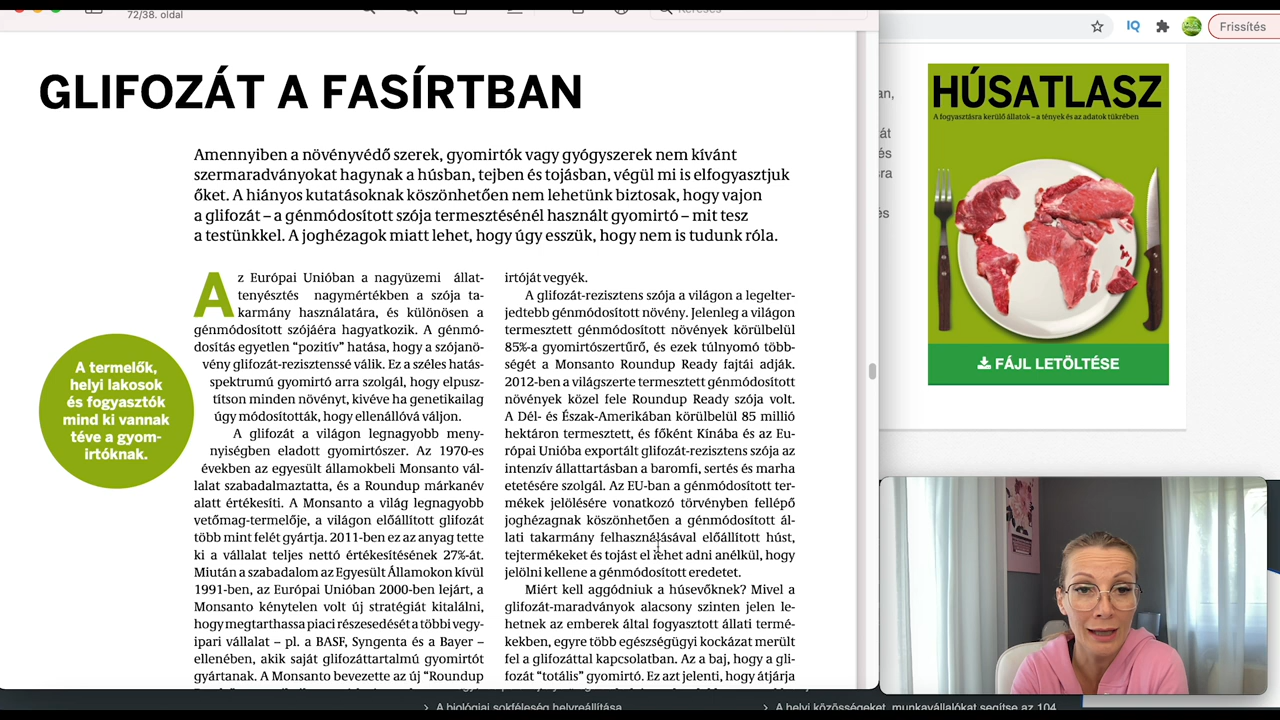 72/38. oldal
Keresés
GLIFOZÁT A FASÍRTBAN
Amennyiben a növényvédő szerek, gyomirtók vagy gyógyszerek nem kívánt
szermaradványokat hagynak a húsban, tejben és tojásban, végül mi is elfogyasztjuk
őket. A hiányos kutatásoknak köszönhetően nem lehetünk biztosak, hogy vajon
a glifozát – a génmódosított szója termesztésénél használt gyomirtó – mit tesz
a testünkkel. A joghézagok miatt lehet, hogy úgy esszük, hogy nem is tudunk róla.
Az Európai Unióban a nagyüzemi állat-
tenyésztés nagymértékben a szója ta-
karmány használatára, és különösen a
génmódosított szójáéra hagyatkozik. A génmó-
dosítás egyetlen "pozitív" hatása, hogy a szójanö-
vény glifozát-rezisztenssé válik. Ez a széles hatás-
spektrumú gyomirtó arra szolgál, hogy elpusz-
títson minden növényt, kivéve ha genetikailag
úgy módosították, hogy ellenállóvá váljon.
A glifozát a világon legnagyobb meny-
nyiségben eladott gyomirtószer. Az 1970-es
években az egyesült államokbeli Monsanto vál-
lalat szabadalmaztatta, és a Roundup márkanév
alatt értékesíti. A Monsanto a világ legnagyobb
vetőmag-termelője, a világon előállított glifozát
több mint felét gyártja. 2011-ben ez az anyag tette
ki a vállalat teljes nettó értékesítésének 27%-át.
Miután a szabadalom az Egyesült Államokon kívül
1991-ben, az Európai Unióban 2000-ben lejárt, a
Monsanto kénytelen volt új stratégiát kitalálni,
hogy megtarthassa piaci részesedését a többi vegy-
ipari vállalat – pl. a BASF, Syngenta és a Bayer –
ellenében, akik saját glifozáttartalmú gyomirtót
gyártanak. A Monsanto bevezette az új "Roundup
A termelők,
helyi lakosok
és fogyasztók
mind ki vannak
téve a gyom-
irtóknak.
irtóját vegyék.
A glifozát-rezisztens szója a világon a legelter-
jedtebb génmódosított növény. Jelenleg a világon
termesztett génmódosított növények körülbelül
85%-a gyomirtószertűrő, és ezek túlnyomó több-
ségét a Monsanto Roundup Ready fajtái adják.
2012-ben a világszerte termesztett génmódosított
növények közel fele Roundup Ready szója volt.
A Dél- és Észak-Amerikában körülbelül 85 millió
hektáron termesztett, és főként Kínába és az Eu-
rópai Unióba exportált glifozát-rezisztens szója az
intenzív állattartásban a baromfi, sertés és marha
etetésére szolgál. Az EU-ban a génmódosított ter-
mékek jelölésére vonatkozó törvényben fellépő
joghézagnak köszönhetően a génmódosított ál-
lati takarmány felhasználásával előállított húst,
tejtermékeket és tojást el lehet adni anélkül, hogy
jelölni kellene a génmódosított eredetet.
Miért kell aggódniuk a húsevőknek? Mivel a
glifozát-maradványok alacsony szinten jelen le-
hetnek az emberek által fogyasztott állati termé-
kekben, egyre több egészségügyi kockázat merült
fel a glifozáttal kapcsolatban. Az a baj, hogy a gli-
fozát "totális" gyomirtó. Ez azt jelenti, hogy átjárja
IQ
Frissítés
an,
át
és
sra
és
HÚSATLASZ
A fogyasztásra kerülő állatok – a tények és az adatok tükrében
FÁJL LETÖLTÉSE
A biológiai sokféleség helyreállítása
A helyi közösségeket, munkavállalókat segítse az 104